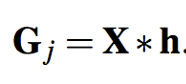 G_j = X * h.